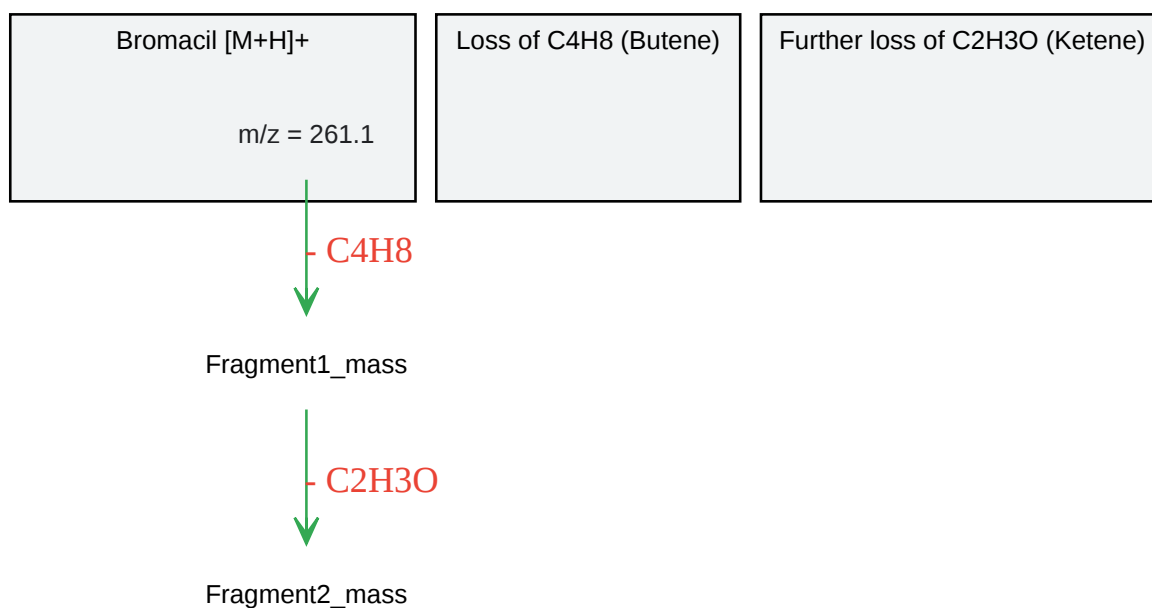 Bromacil [M+H]+
Loss of C4H8 (Butene)
Further loss of C2H3O (Ketene)
m/z = 261.1
- C4H8
Fragment1_mass
- C2H3O
Fragment2_mass